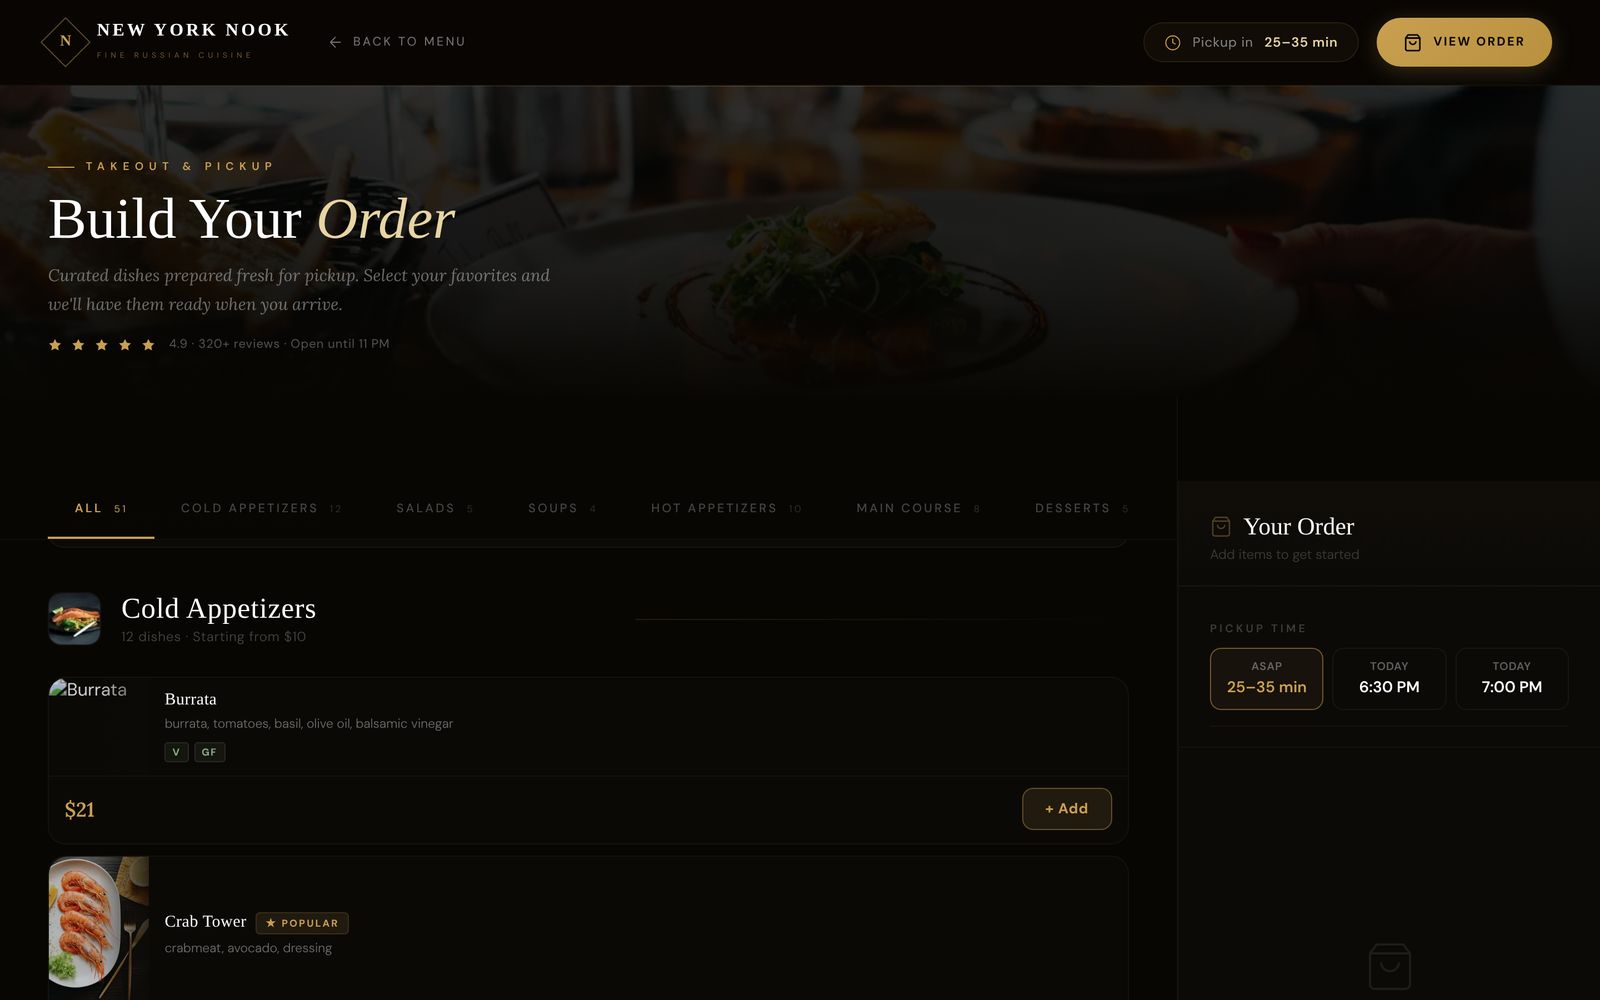 N
NEW YORK NOOK
FINE RUSSIAN CUISINE
← BACK TO MENU
Pickup in 25–35 min
VIEW ORDER
TAKEOUT & PICKUP
Build Your Order
Curated dishes prepared fresh for pickup. Select your favorites and
we'll have them ready when you arrive.
4.9 · 320+ reviews · Open until 11 PM
ALL 51
COLD APPETIZERS 12
SALADS 5
SOUPS 4
HOT APPETIZERS 10
MAIN COURSE 8
DESSERTS 5
Cold Appetizers
12 dishes · Starting from $10
Burrata
Burrata
burrata, tomatoes, basil, olive oil, balsamic vinegar
V GF
$21
+ Add
Crab Tower ★ POPULAR
crabmeat, avocado, dressing
Your Order
Add items to get started
PICKUP TIME
ASAP
25–35 min
TODAY
6:30 PM
TODAY
7:00 PM